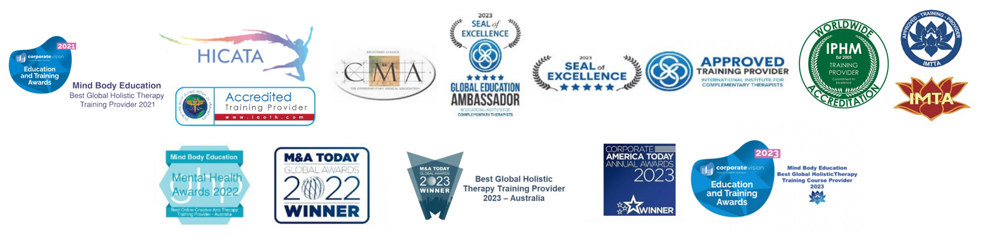 2021
corporatevision
Education
and Training
Awards
Mind Body Education
Best Global Holistic Therapy
Training Provider 2021
HICATA
Accredited
Training Provider
www.iaoth.com
REGISTERED COLLEGE
CMA
THE COMPLEMENTARY MEDICAL ASSOCIATION
2023
SEAL of
EXCELLENCE
GLOBAL EDUCATION
AMBASSADOR
INTERNATIONAL INSTITUTE FOR
COMPLEMENTARY THERAPISTS
2023
SEAL of
EXCELLENCE
APPROVED
TRAINING PROVIDER
INTERNATIONAL INSTITUTE FOR
COMPLEMENTARY THERAPISTS
WORLDWIDE
IPHM
Est 2005
TRAINING
PROVIDER
Commitment To
Excellence
ACCREDITATION
APPROVED - TRAINING - PROVIDER
IMTTA
IMTA
Mind Body Education
Mental Health
Awards 2022
Best Online Creative Arts Therapy
Training Provider - Australia
M&A TODAY
GLOBAL AWARDS
2022
WINNER
M&A TODAY
GLOBAL AWARDS
2023
WINNER
Best Global Holistic
Therapy Training Provider
2023 – Australia
CORPORATE
AMERICA TODAY
ANNUAL AWARDS
2023
WINNER
2023
corporatevision
Education
and Training
Awards
Mind Body Education
Best Global HolisticTherapy
Training Course Provider
2023